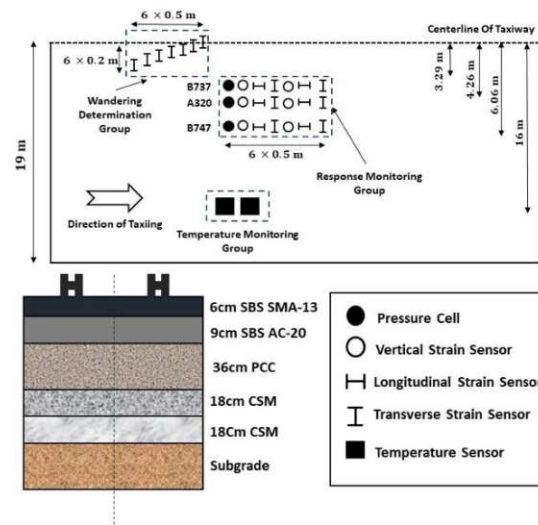 6 × 0.5m
Centerline Of Taxiway
6 × 0.2 m
19 m
Wandering
Determination
Group
B737
A320
B747
6 × 0.5 m
3.29 m
4.26 m
6.06 m
16 m
Response Monitoring
Group
Direction of Taxiing
Temperature Monitoring
Group
6cm SBS SMA-13
9cm SBS AC-20
36cm PCC
18cm CSM
18Cm CSM
Subgrade
Pressure Cell
Vertical Strain Sensor
Longitudinal Strain Sensor
Transverse Strain Sensor
Temperature Sensor